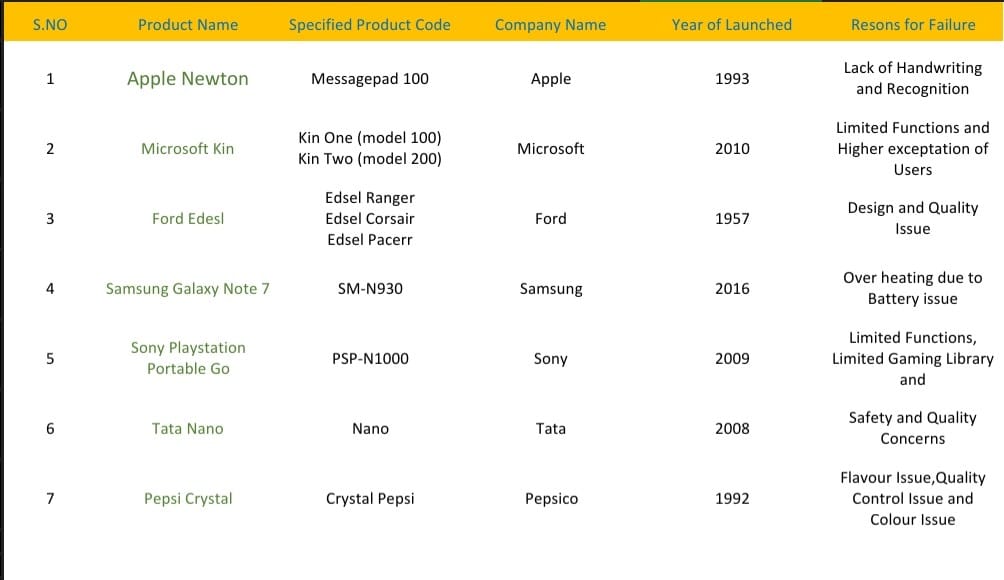 S.NO Product Name Specified Product Code Company Name Year of Launched Resons for Failure
1 Apple Newton Messagepad 100 Apple 1993 Lack of Handwriting
and Recognition
2 Microsoft Kin Kin One (model 100)
Kin Two (model 200) Microsoft 2010 Limited Functions and
Higher exceptation of
Users
3 Ford Edesl Edsel Ranger
Edsel Corsair
Edsel Pacerr Ford 1957 Design and Quality
Issue
4 Samsung Galaxy Note 7 SM-N930 Samsung 2016 Over heating due to
Battery issue
5 Sony Playstation
Portable Go PSP-N1000 Sony 2009 Limited Functions,
Limited Gaming Library
and
6 Tata Nano Nano Tata 2008 Safety and Quality
Concerns
7 Pepsi Crystal Crystal Pepsi Pepsico 1992 Flavour Issue,Quality
Control Issue and
Colour Issue